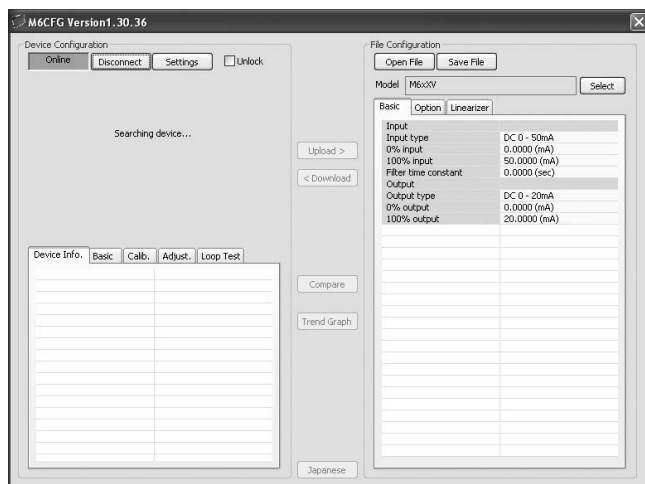 M6CFG Version1.30.36
Device Configuration
Online Disconnect Settings Unlock
Searching device...
Device Info. Basic Calib. Adjust. Loop Test
Upload >
< Download
Compare
Trend Graph
Japanese
File Configuration
Open File Save File
Model M6xXV Select
Basic Option Linearizer
Input
Input type DC 0 - 50mA
0% input 0.0000 (mA)
100% input 50.0000 (mA)
Filter time constant 0.0000 (sec)
Output
Output type DC 0 - 20mA
0% output 0.0000 (mA)
100% output 20.0000 (mA)